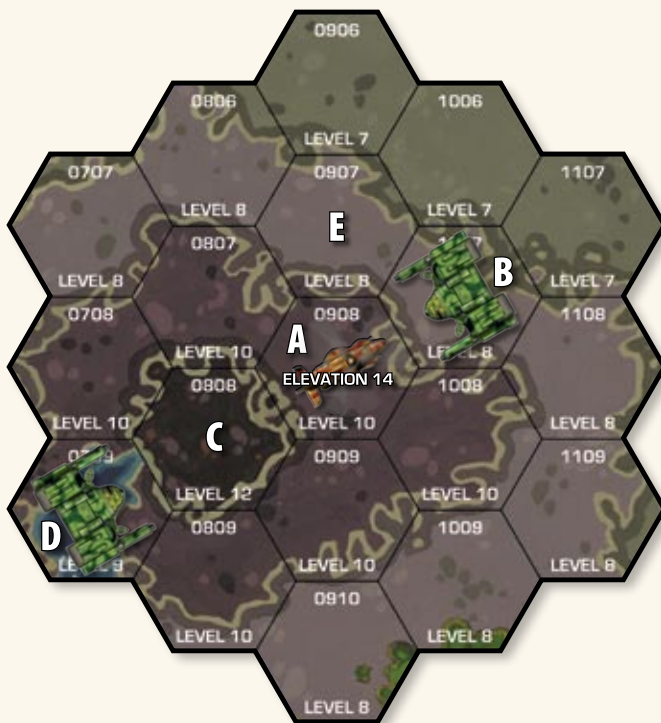 0906
LEVEL 7
0806
LEVEL 8
1006
LEVEL 7
0707
LEVEL 8
0907
E
LEVEL 8
B
1107
LEVEL 7
0807
LEVEL 10
0708
LEVEL 10
A
0908
ELEVATION 14
LEVEL 10
1108
LEVEL 8
0808
C
LEVEL 12
1008
LEVEL 10
D
0909
LEVEL 10
1109
LEVEL 8
0809
LEVEL 10
1009
LEVEL 8
0910
LEVEL 8